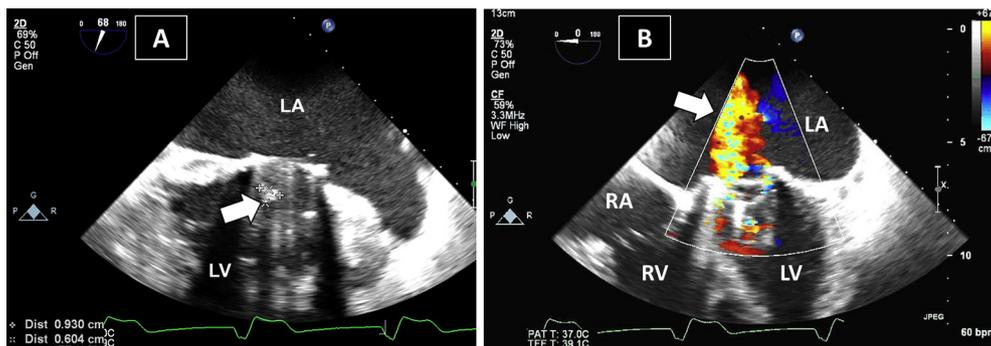 2D
69%
C 50
P Off
Gen
0 68 180
P
A
LA
LV
G
P R
Dist 0.930 cm
Dist 0.604 cm
13cm
2D
73%
C 50
P Off
Gen
CF
59%
3.3MHz
WF High
Low
0 0 180
P
B
LA
RA
RV
LV
G
P R
0
5
10
X
cm
PAT T: 37.0C
TEE T: 39.1C
JPEG
60 bpm